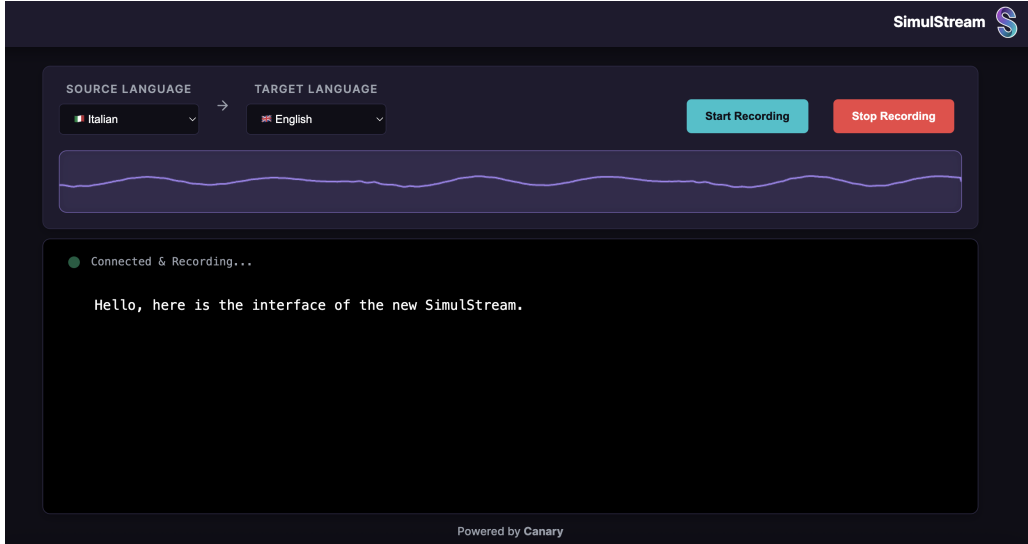 SimulStream
SOURCE LANGUAGE
TARGET LANGUAGE
Italian
→
English
Start Recording
Stop Recording
Connected & Recording...
Hello, here is the interface of the new SimulStream.
Powered by Canary